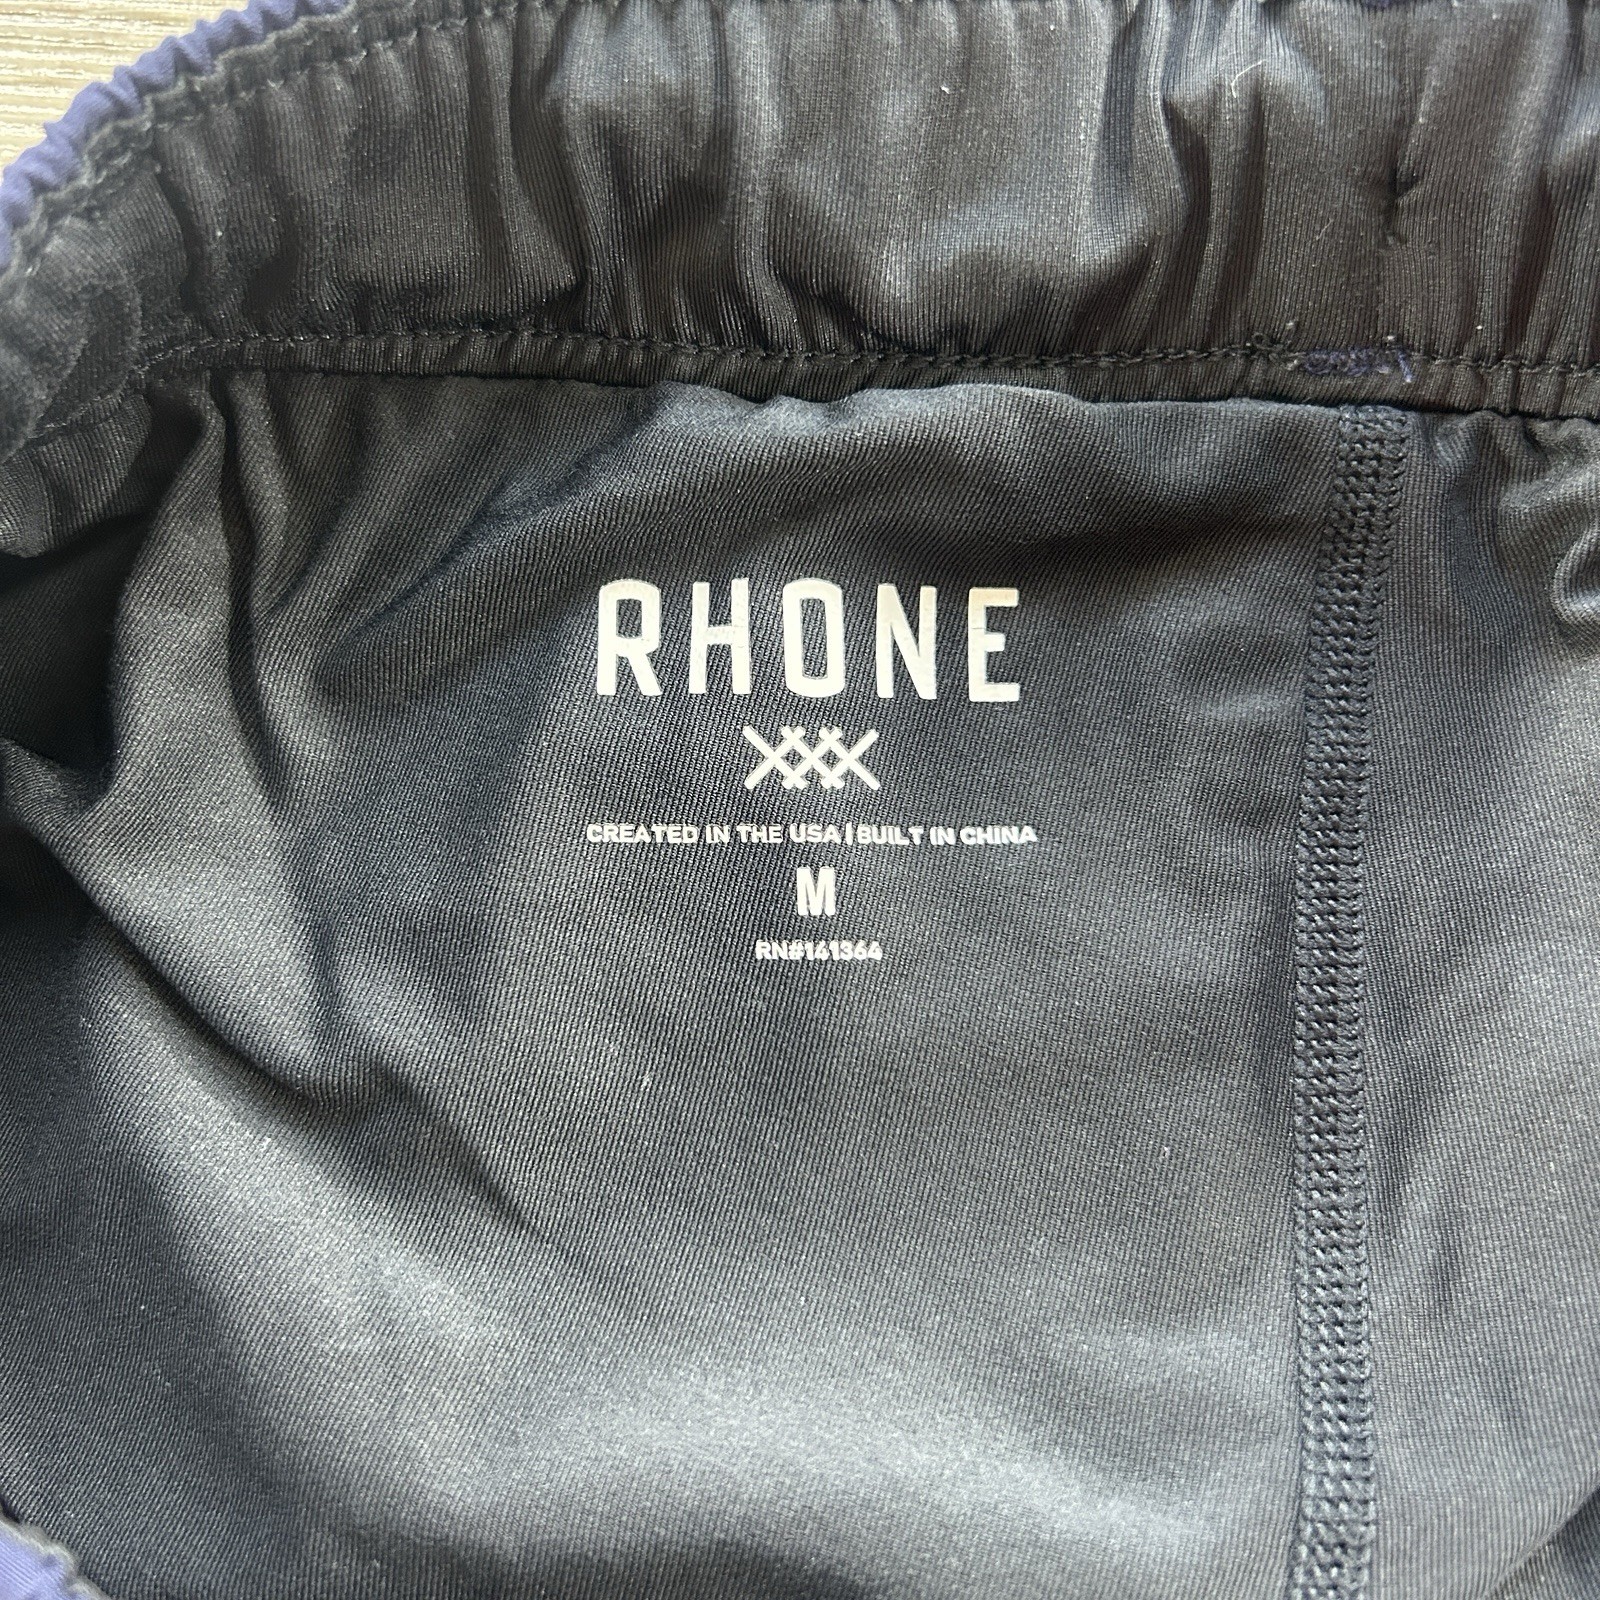 RHONE
CREATED IN THE USA | BUILT IN CHINA
M
RN#141364